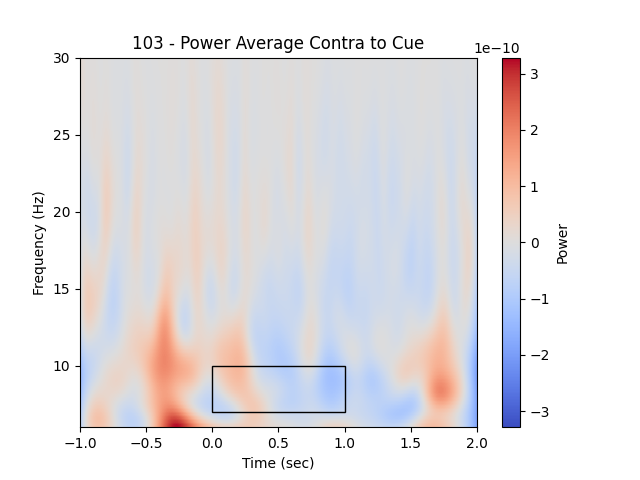 103 - Power Average Contra to Cue
1e−10
30
25
20
15
10
Frequency (Hz)
−1.0 −0.5 0.0 0.5 1.0 1.5 2.0
Time (sec)
3
2
1
0
−1
−2
−3
Power